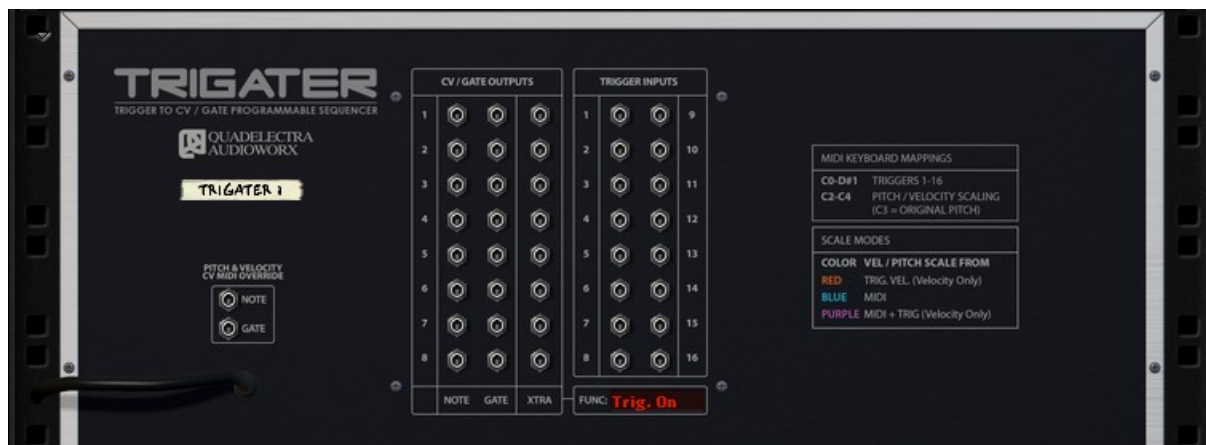 TRIGATER
TRIGGER TO CV / GATE PROGRAMMABLE SEQUENCER
QUADELECTRA
AUDIOWORX
TRIGATER 1
PITCH & VELOCITY
CV MIDI OVERRIDE
NOTE
GATE
CV / GATE OUTPUTS
1
2
3
4
5
6
7
8
NOTE GATE XTRA
TRIGGER INPUTS
1 9
2 10
3 11
4 12
5 13
6 14
7 15
8 16
FUNC: Trig. On
MIDI KEYBOARD MAPPINGS
C0-D#1 TRIGGERS 1-16
C2-C4 PITCH / VELOCITY SCALING
(C3 = ORIGINAL PITCH)
SCALE MODES
COLOR VEL / PITCH SCALE FROM
RED TRIG. VEL. (Velocity Only)
BLUE MIDI
PURPLE MIDI + TRIG (Velocity Only)